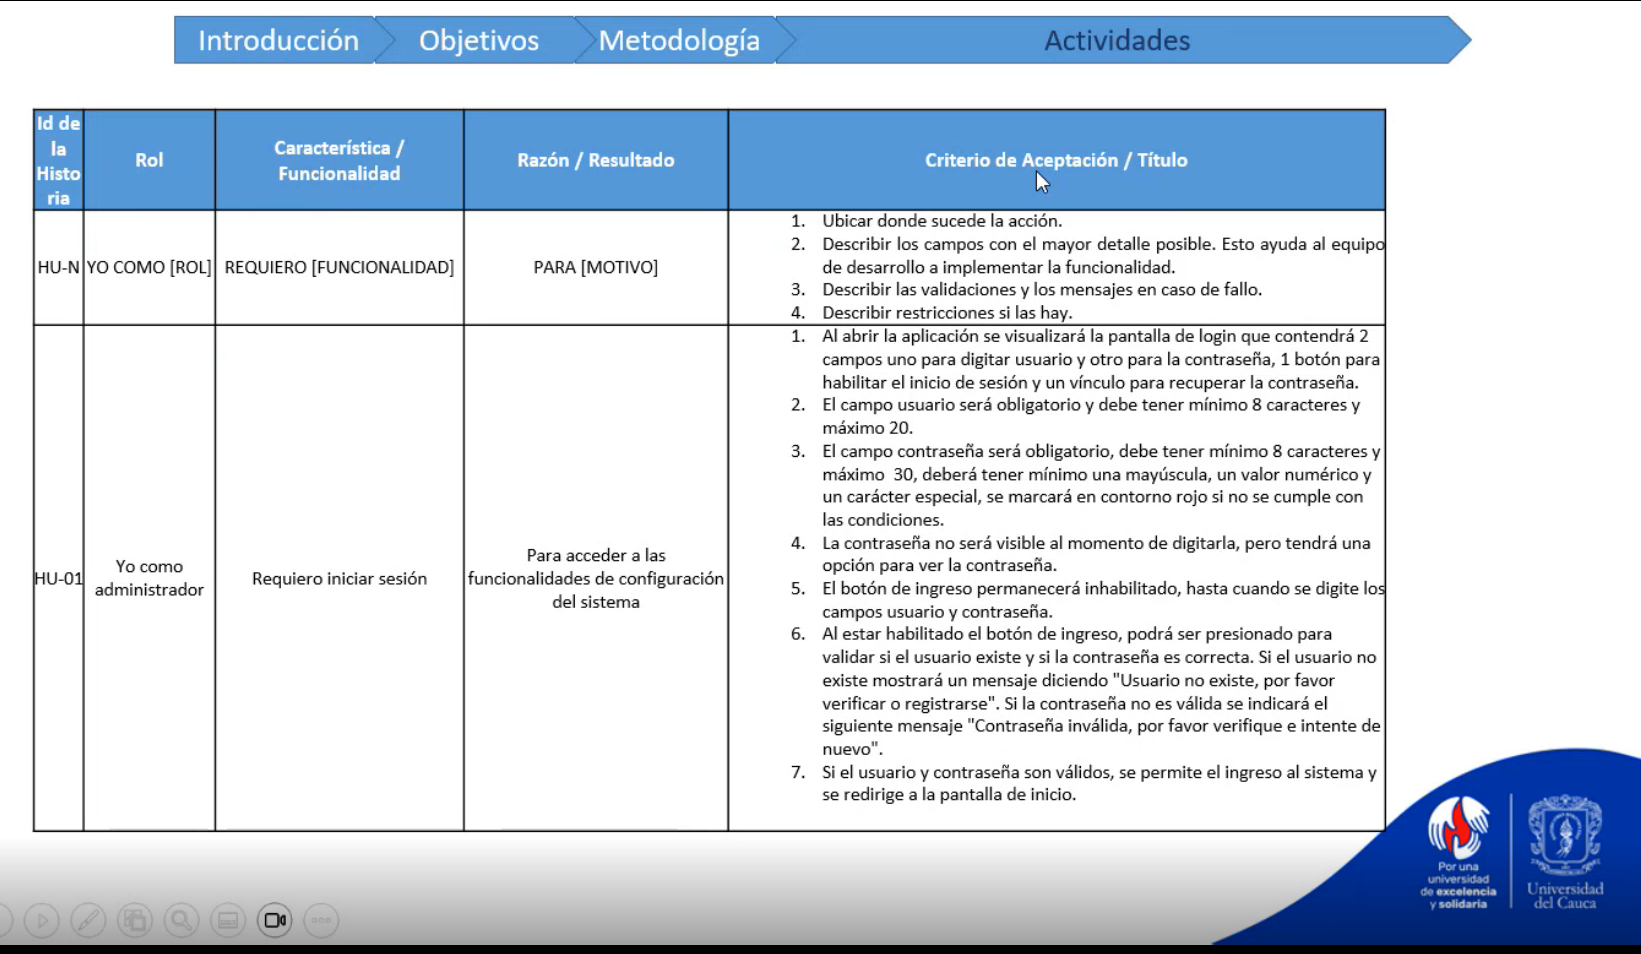 Introducción
Objetivos
Metodología
Actividades
Id de
la
Histo
ria
Rol
Característica /
Funcionalidad
Razón / Resultado
Criterio de Aceptación / Título
HU-N
YO COMO [ROL]
REQUIERO [FUNCIONALIDAD]
PARA [MOTIVO]
1. Ubicar donde sucede la acción.
2. Describir los campos con el mayor detalle posible. Esto ayuda al equipo
de desarrollo a implementar la funcionalidad.
3. Describir las validaciones y los mensajes en caso de fallo.
4. Describir restricciones si las hay.
HU-01
Yo como
administrador
Requiero iniciar sesión
Para acceder a las
funcionalidades de configuración
del sistema
1. Al abrir la aplicación se visualizará la pantalla de login que contendrá 2
campos uno para digitar usuario y otro para la contraseña, 1 botón para
habilitar el inicio de sesión y un vínculo para recuperar la contraseña.
2. El campo usuario será obligatorio y debe tener mínimo 8 caracteres y
máximo 20.
3. El campo contraseña será obligatorio, debe tener mínimo 8 caracteres y
máximo 30, deberá tener mínimo una mayúscula, un valor numérico y
un carácter especial, se marcará en contorno rojo si no se cumple con
las condiciones.
4. La contraseña no será visible al momento de digitarla, pero tendrá una
opción para ver la contraseña.
5. El botón de ingreso permanecerá inhabilitado, hasta cuando se digite los
campos usuario y contraseña.
6. Al estar habilitado el botón de ingreso, podrá ser presionado para
validar si el usuario existe y si la contraseña es correcta. Si el usuario no
existe mostrará un mensaje diciendo "Usuario no existe, por favor
verificar o registrarse". Si la contraseña no es válida se indicará el
siguiente mensaje "Contraseña inválida, por favor verifique e intente de
nuevo".
7. Si el usuario y contraseña son válidos, se permite el ingreso al sistema y
se redirige a la pantalla de inicio.
Por una
universidad
de excelencia
y solidaria
Universidad
del Cauca